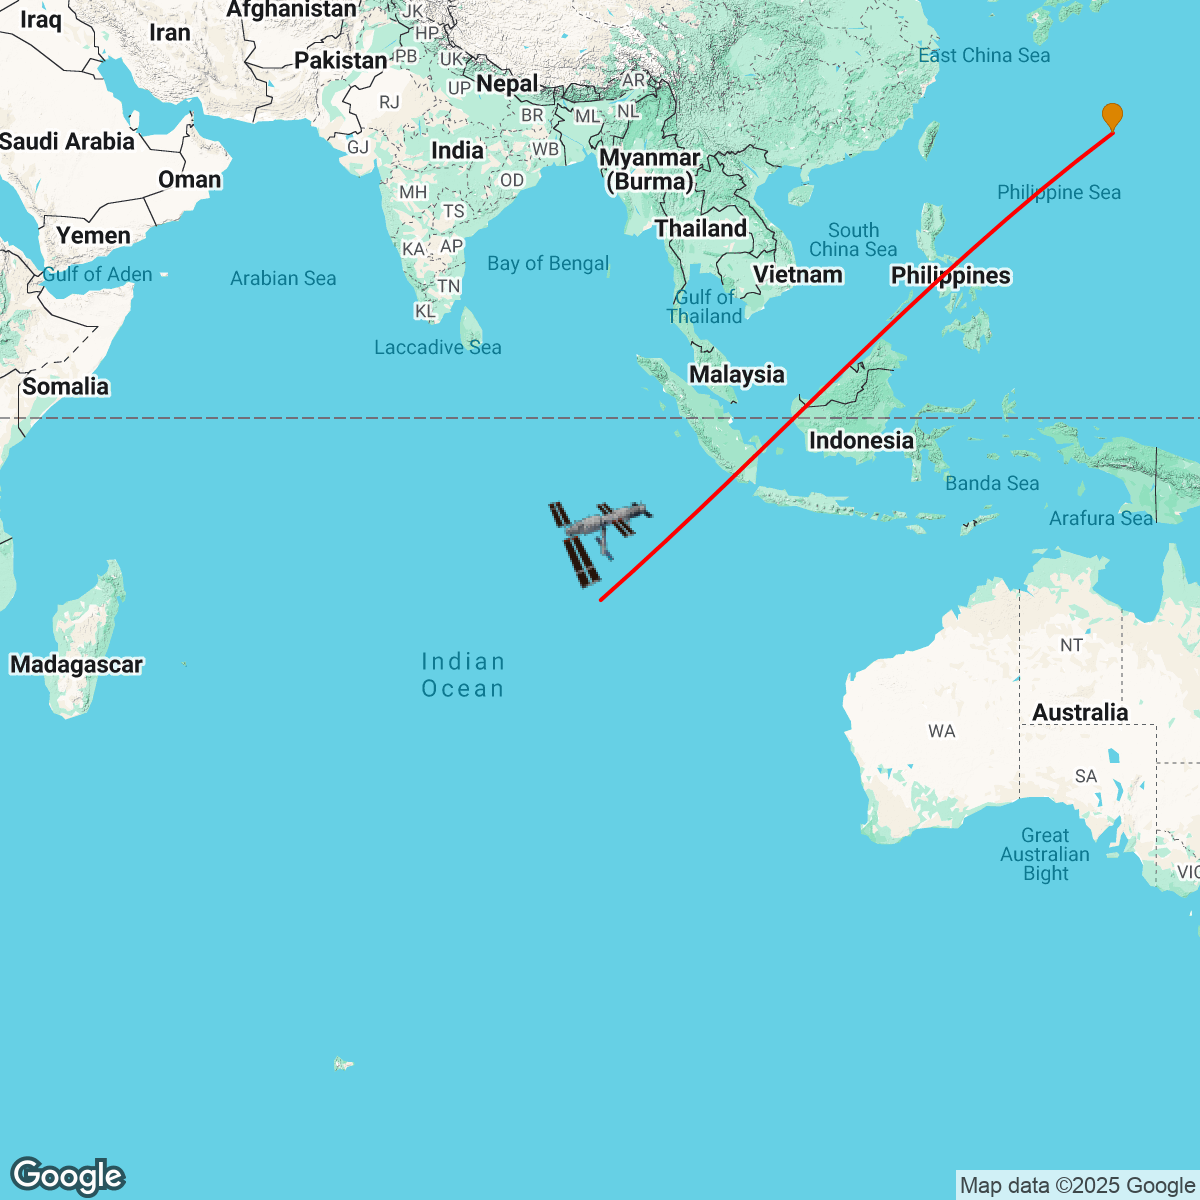 Afghanistan
JK
Iraq
HP
Iran
East China Sea
PB
Pakistan
UK
AR
Nepal
UP
RJ
NL
BR
ML
Saudi Arabia
GJ
India
WB
Myanmar
(Burma)
Oman
OD
MH
Philippine Sea
TS
Thailand
South
China Sea
Yemen
KA
AP
Bay of Bengal
Gulf of Aden
Arabian Sea
Vietnam
Philippines
TN
Gulf of
Thailand
KL
Laccadive Sea
Malaysia
Somalia
Indonesia
Banda Sea
Arafura Sea
NT
Madagascar
Indian
Ocean
Australia
WA
SA
Great
Australian
Bight
VIC
Google
Map data ©2025 Google